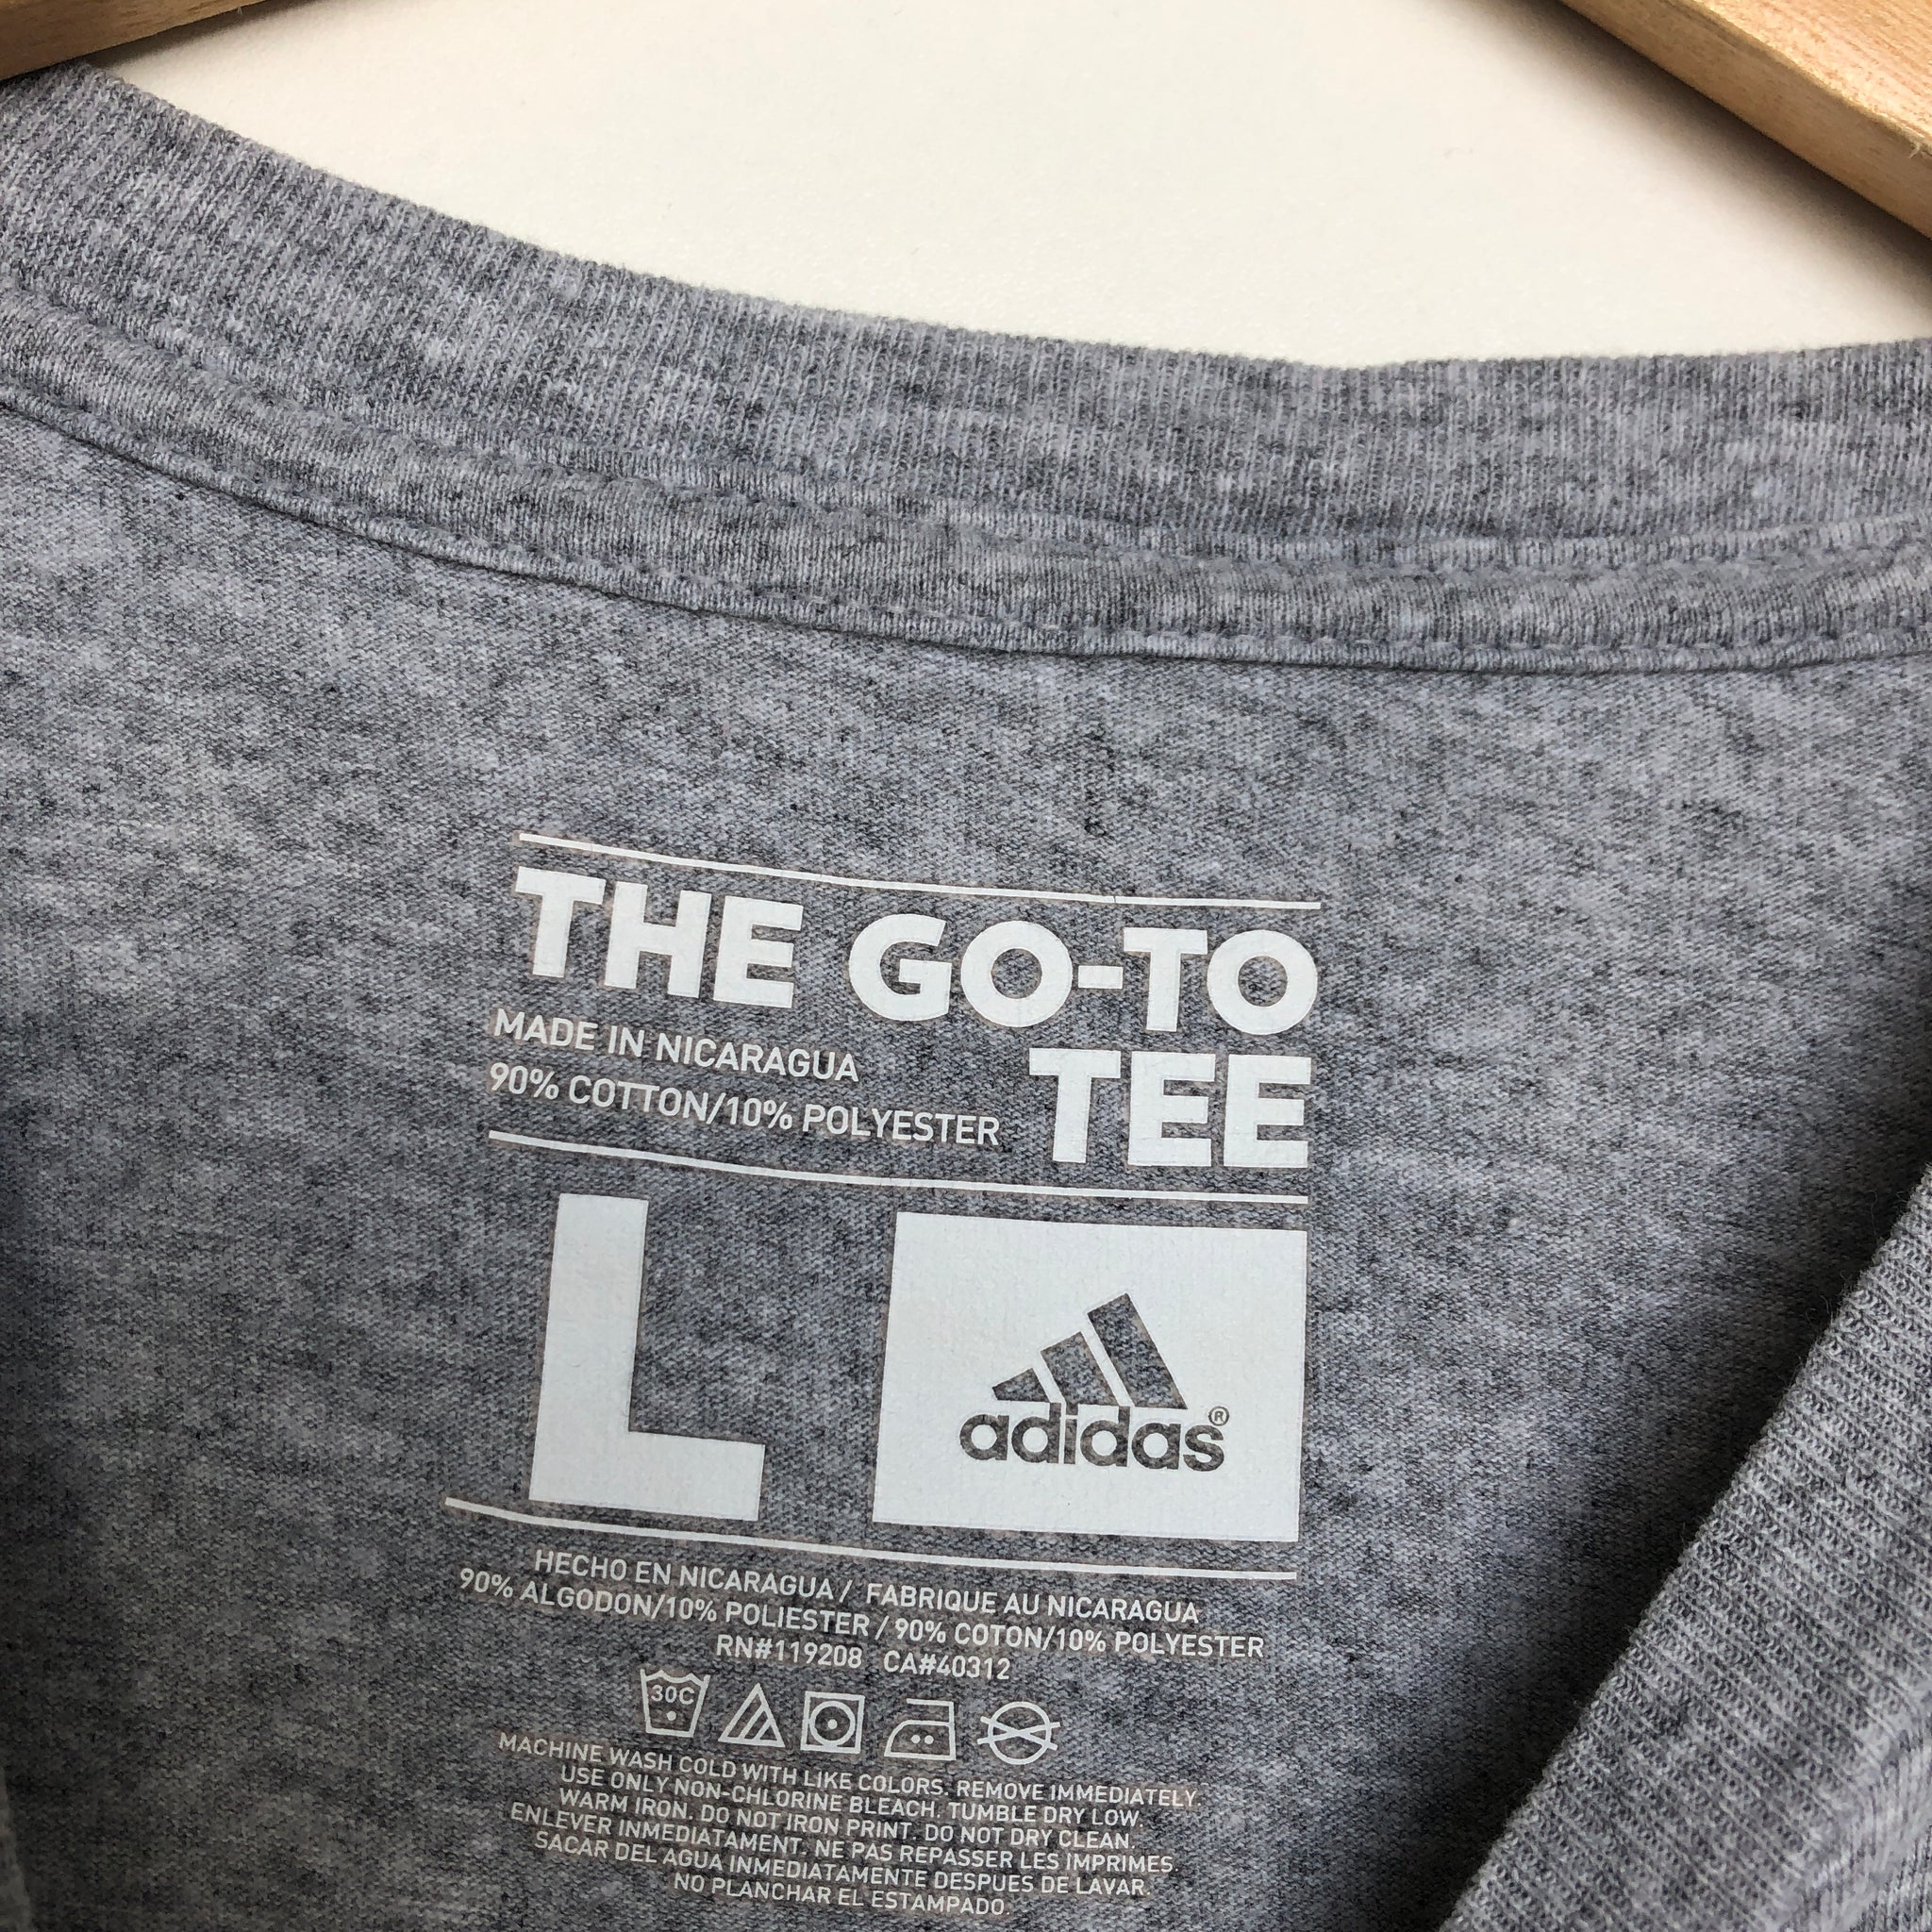 THE GO-TO
MADE IN NICARAGUA
90% COTTON/10% POLYESTER
TEE
L
adidas®
HECHO EN NICARAGUA / FABRIQUE AU NICARAGUA
90% ALGODON/10% POLIESTER / 90% COTON/10% POLYESTER
RN#119208 CA#40312
30C
MACHINE WASH COLD WITH LIKE COLORS. REMOVE IMMEDIATELY.
USE ONLY NON-CHLORINE BLEACH. TUMBLE DRY LOW.
WARM IRON. DO NOT IRON PRINT. DO NOT DRY CLEAN.
ENLEVER INMEDIATAMENT. NE PAS REPASSER LES IMPRIMES.
SACAR DEL AGUA INMEDIATAMENTE DESPUES DE LAVAR.
NO PLANCHAR EL ESTAMPADO.